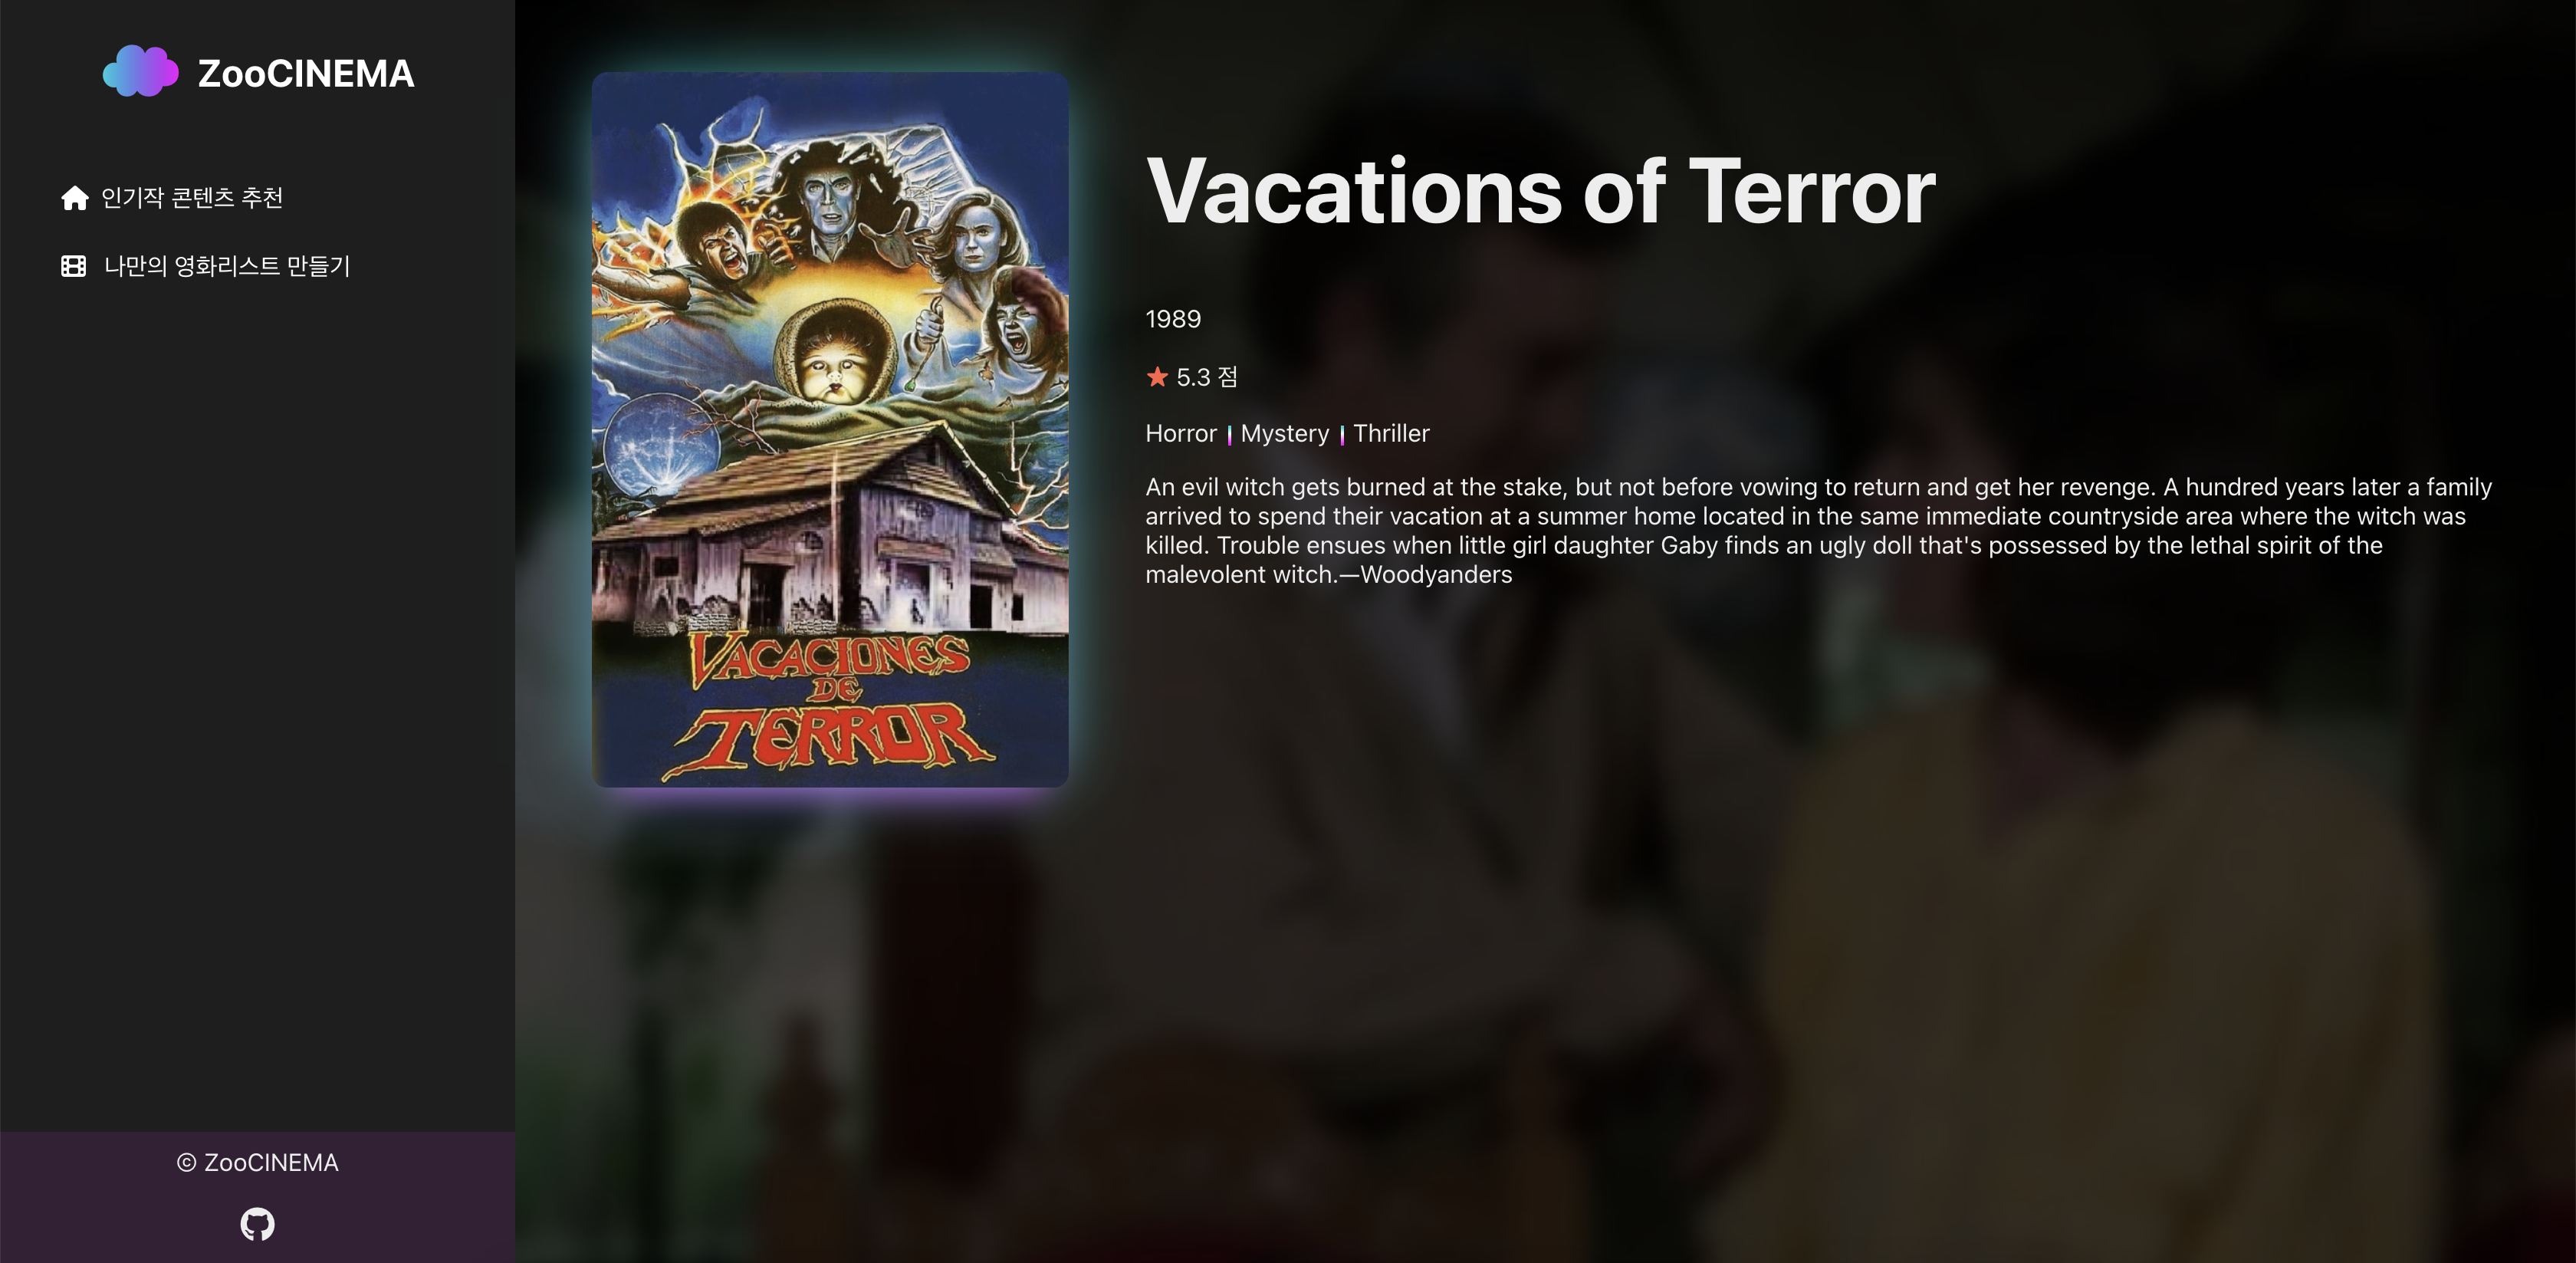 ZooCINEMA
인기작 콘텐츠 추천
나만의 영화리스트 만들기
© ZooCINEMA
VACACIONES
DE
TERROR
Vacations of Terror
1989
5.3 점
Horror | Mystery | Thriller
An evil witch gets burned at the stake, but not before vowing to return and get her revenge. A hundred years later a family
arrived to spend their vacation at a summer home located in the same immediate countryside area where the witch was
killed. Trouble ensues when little girl daughter Gaby finds an ugly doll that's possessed by the lethal spirit of the
malevolent witch.—Woodyanders